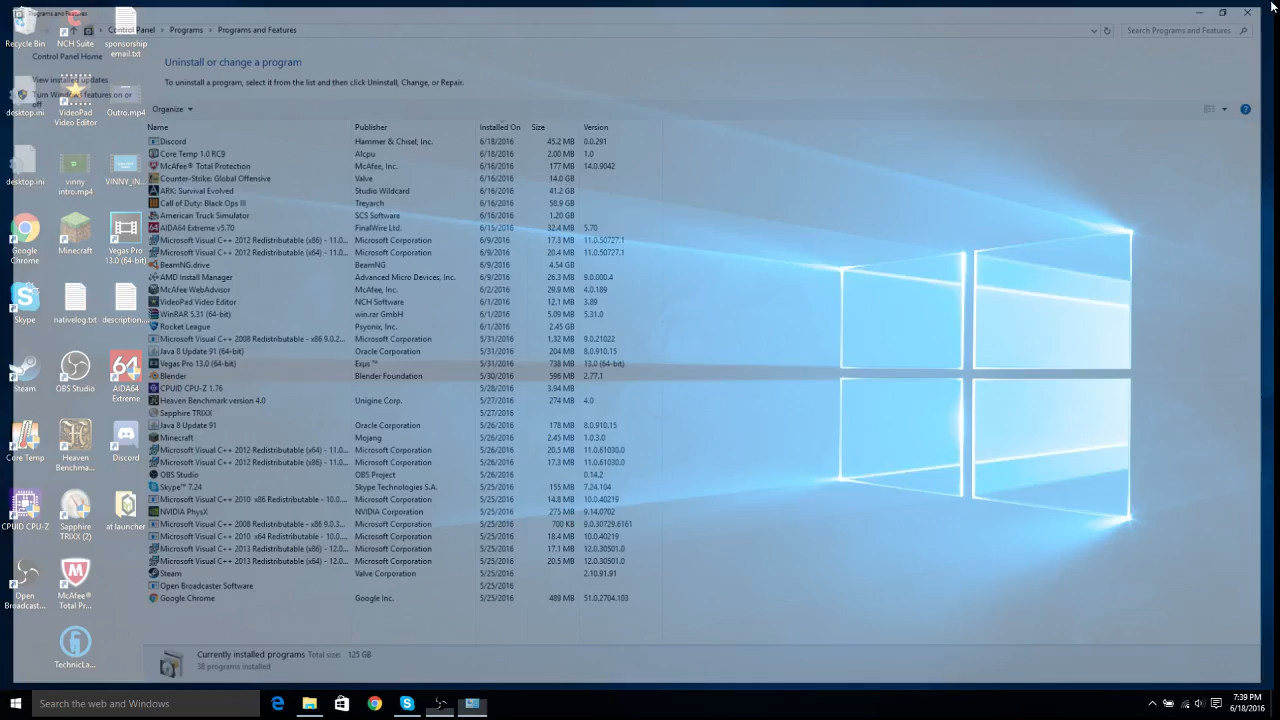 Programs and Features
Control Panel > Programs > Programs and Features
Search Programs and Features
Control Panel Home
View installed updates
Turn Windows features on or off
Uninstall or change a program
To uninstall a program, select it from the list and then click Uninstall, Change, or Repair.
Organize
Name Publisher Installed On Size Version
Discord Hammer & Chisel, Inc. 6/18/2016 45.2 MB 0.0.291
Core Temp 1.0 RC9 Alcpu 6/18/2016 2.00 MB 1.0
McAfee® Total Protection McAfee, Inc. 6/16/2016 177 MB 14.0.9042
Counter-Strike: Global Offensive Valve 6/16/2016 14.0 GB
ARK: Survival Evolved Studio Wildcard 6/16/2016 41.2 GB
Call of Duty: Black Ops III Treyarch 6/16/2016 58.9 GB
American Truck Simulator SCS Software 6/16/2016 1.20 GB
AIDA64 Extreme v5.70 FinalWire Ltd. 6/15/2016 32.4 MB 5.70
Microsoft Visual C++ 2012 Redistributable (x86) - 11.0... Microsoft Corporation 6/9/2016 17.3 MB 11.0.50727.1
Microsoft Visual C++ 2012 Redistributable (x64) - 11.0... Microsoft Corporation 6/9/2016 20.4 MB 11.0.50727.1
BeamNG.drive BeamNG 6/9/2016 4.54 GB
AMD Install Manager Advanced Micro Devices, Inc. 6/9/2016 26.3 MB 9.0.000.4
McAfee WebAdvisor McAfee, Inc. 6/2/2016 29.9 MB 4.0.189
VideoPad Video Editor NCH Software 6/1/2016 12.1 MB 3.89
WinRAR 5.31 (64-bit) win.rar GmbH 6/1/2016 5.09 MB 5.31.0
Rocket League Psyonix, Inc. 6/1/2016 2.45 GB
Microsoft Visual C++ 2008 Redistributable - x86 9.0.2... Microsoft Corporation 5/31/2016 1.32 MB 9.0.21022
Java 8 Update 91 (64-bit) Oracle Corporation 5/31/2016 204 MB 8.0.910.15
Vegas Pro 13.0 (64-bit) Exµs ™ 5/31/2016 738 MB 13.0 (64-bit)
Blender Blender Foundation 5/30/2016 596 MB 2.77.1
CPUID CPU-Z 1.76 5/28/2016 3.94 MB
Heaven Benchmark version 4.0 Unigine Corp. 5/27/2016 274 MB 4.0
Sapphire TRIXX 5/27/2016
Java 8 Update 91 Oracle Corporation 5/26/2016 178 MB 8.0.910.15
Minecraft Mojang 5/26/2016 2.45 MB 1.0.3.0
Microsoft Visual C++ 2012 Redistributable (x64) - 11.0... Microsoft Corporation 5/26/2016 20.5 MB 11.0.61030.0
Microsoft Visual C++ 2012 Redistributable (x86) - 11.0... Microsoft Corporation 5/26/2016 17.3 MB 11.0.61030.0
OBS Studio OBS Project 5/26/2016 0.14.2
Skype™ 7.24 Skype Technologies S.A. 5/25/2016 155 MB 7.24.104
Microsoft Visual C++ 2010 x86 Redistributable - 10.0.... Microsoft Corporation 5/25/2016 14.8 MB 10.0.40219
NVIDIA PhysX NVIDIA Corporation 5/25/2016 275 MB 9.14.0702
Microsoft Visual C++ 2008 Redistributable - x86 9.0.3... Microsoft Corporation 5/25/2016 700 KB 9.0.30729.6161
Microsoft Visual C++ 2010 x64 Redistributable - 10.0.... Microsoft Corporation 5/25/2016 18.4 MB 10.0.40219
Microsoft Visual C++ 2013 Redistributable (x86) - 12.0... Microsoft Corporation 5/25/2016 17.1 MB 12.0.30501.0
Microsoft Visual C++ 2013 Redistributable (x64) - 12.0... Microsoft Corporation 5/25/2016 20.5 MB 12.0.30501.0
Steam Valve Corporation 5/25/2016 2.10.91.91
Open Broadcaster Software 5/25/2016
Google Chrome Google Inc. 5/25/2016 489 MB 51.0.2704.103
Currently installed programs Total size: 125 GB
38 programs installed
Recycle Bin
NCH Suite
sponsorship email.txt
desktop.ini
VideoPad Video Editor
Outro.mp4
desktop.ini
vinny intro.mp4
VINNY_IN...
Google Chrome
Minecraft
Vegas Pro 13.0 (64-bit)
Skype
nativelog.txt
description....
Steam
OBS Studio
64
AIDA64 Extreme
Core Temp
Heaven Benchma...
Discord
CPUID CPU-Z
Sapphire TRIXX (2)
at launcher
Open Broadcast...
McAfee® Total Pr...
TechnicLa...
Search the web and Windows
7:39 PM
6/18/2016